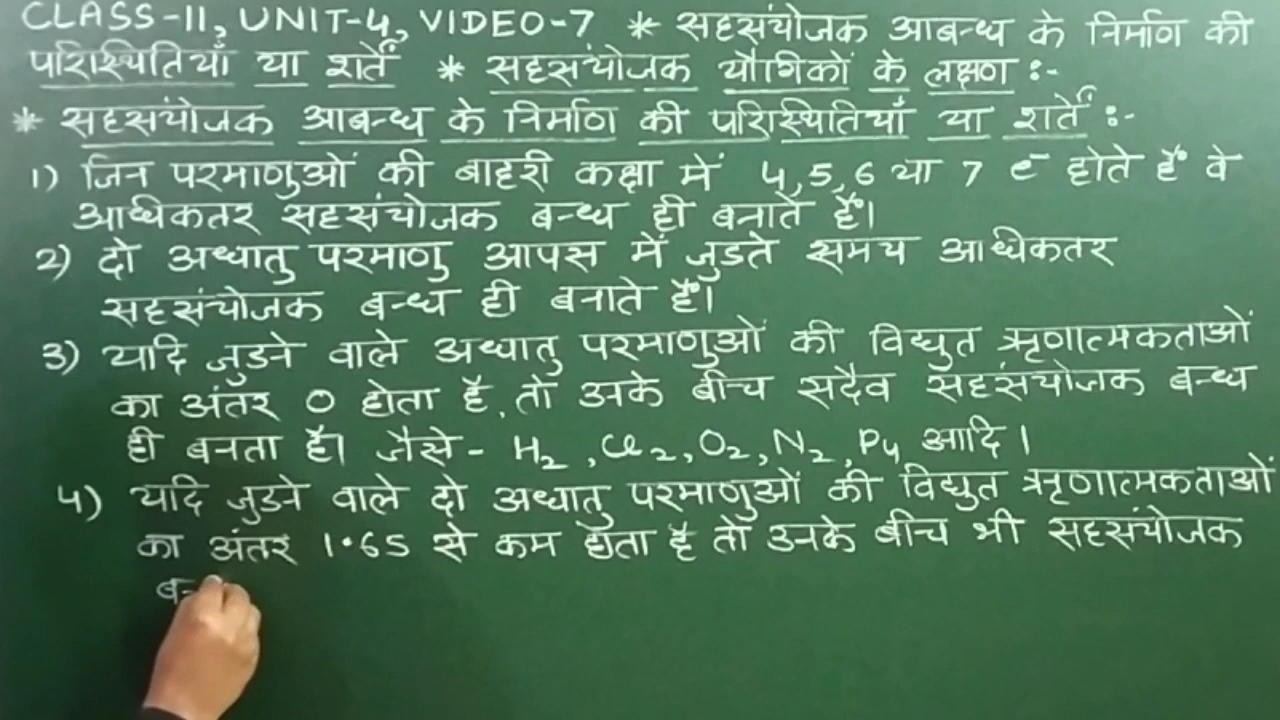 CLASS-11, UNIT-4, VIDEO-7 * सहसंयोजक आबन्ध के निर्माण की
परिस्थितियाँ या शर्तें * सहसंयोजक यौगिकों के लक्षण :-
* सहसंयोजक आबन्ध के निर्माण की परिस्थितियाँ या शर्तें :-
1) जिन परमाणुओं की बाहरी कक्षा में 4,5,6 या 7 e⁻ होते हैं वे
अधिकतर सहसंयोजक बन्ध ही बनाते हैं।
2) दो अधातु परमाणु आपस में जुडते समय अधिकतर
सहसंयोजक बन्ध ही बनाते हैं।
3) यदि जुडने वाले अधातु परमाणुओं की विद्युत ऋणात्मकताओं
का अंतर 0 होता है, तो उनके बीच सदैव सहसंयोजक बन्ध
ही बनता है। जैसे- H₂, Cl₂, O₂, N₂, P₄ आदि।
4) यदि जुडने वाले दो अधातु परमाणुओं की विद्युत ऋणात्मकताओं
का अंतर 1.65 से कम होता है तो उनके बीच भी सहसंयोजक